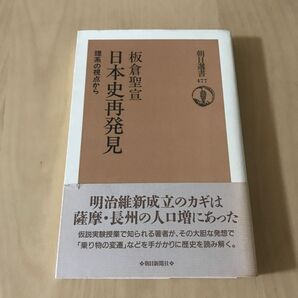 朝日選書
477
板倉聖宣
日本史再発見
理系の視点から
明治維新成立のカギは
薩摩・長州の人口増にあった
仮説実験授業で知られる著者が、その大胆な発想で
「乗り物の変遷」などを手がかりに歴史を読み解く。
朝日新聞社